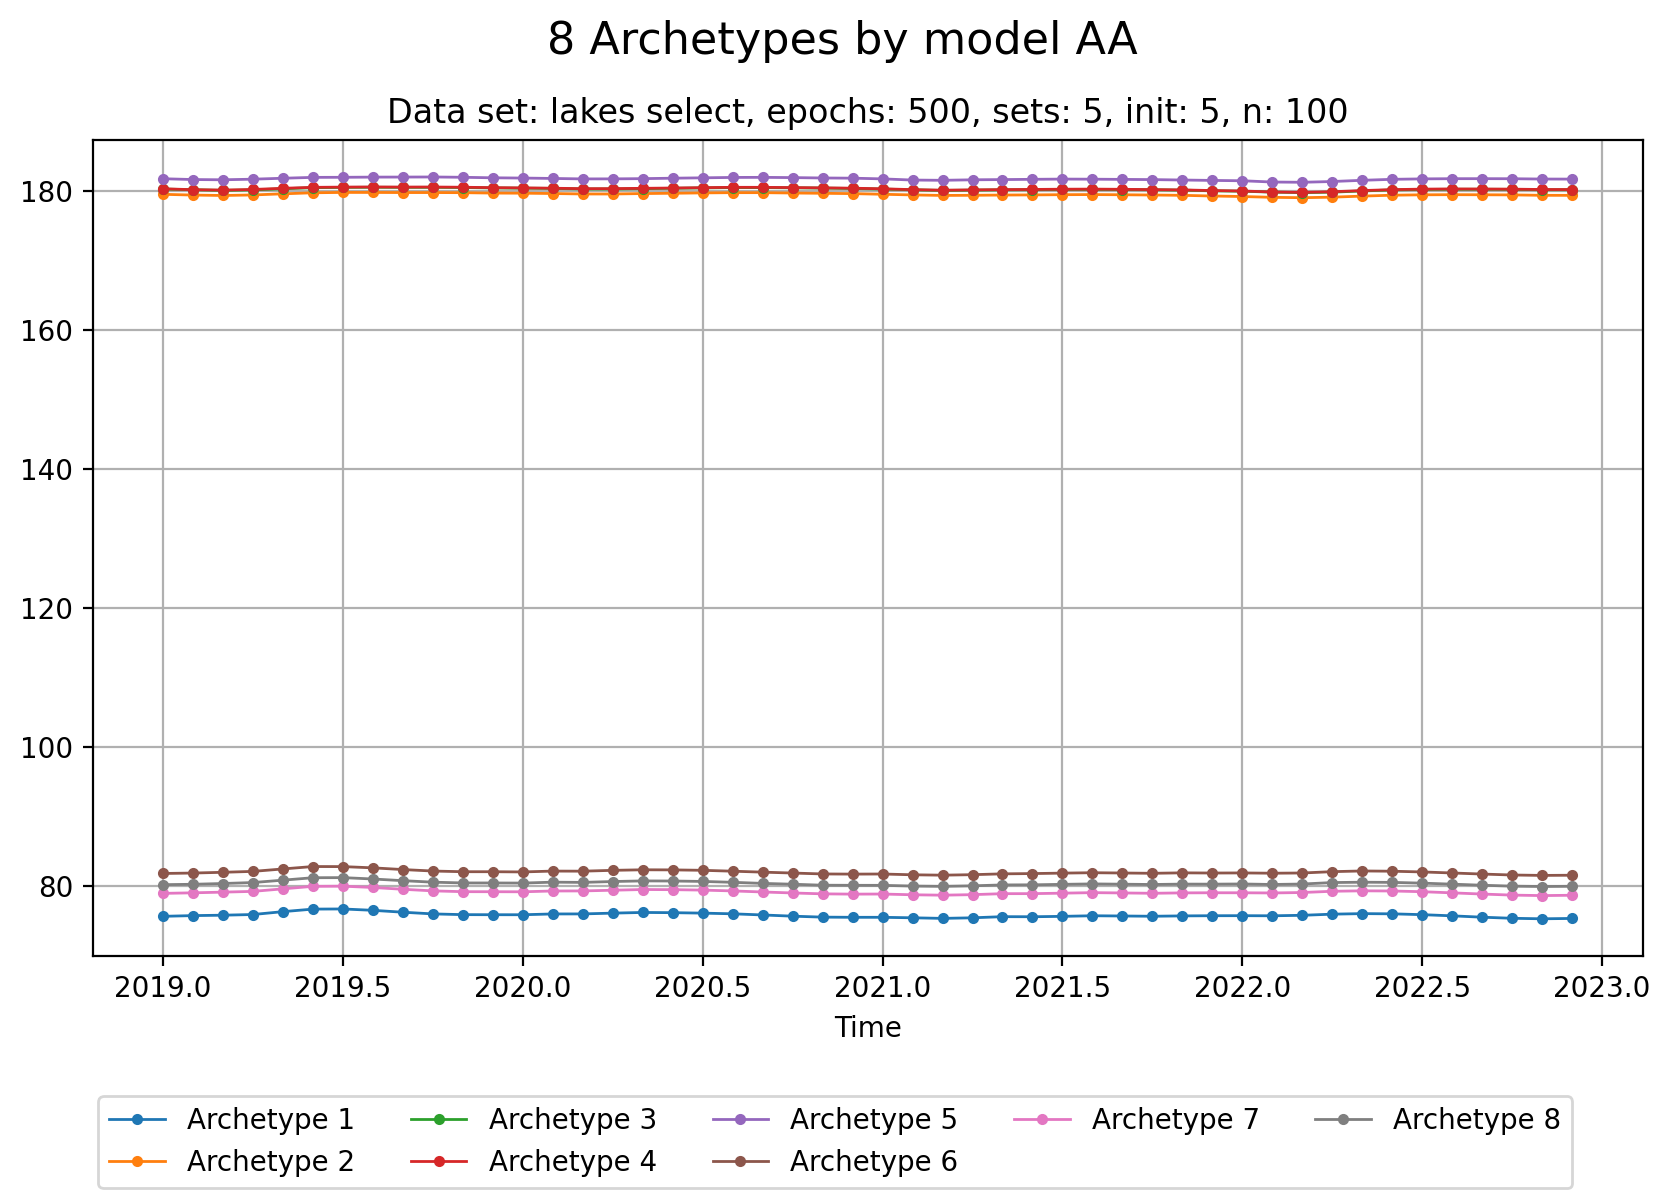 8 Archetypes by model AA
Data set: lakes select, epochs: 500, sets: 5, init: 5, n: 100
180
160
140
120
100
80
2019.0 2019.5 2020.0 2020.5 2021.0 2021.5 2022.0 2022.5 2023.0
Time
Archetype 1 Archetype 3 Archetype 5 Archetype 7 Archetype 8
Archetype 2 Archetype 4 Archetype 6